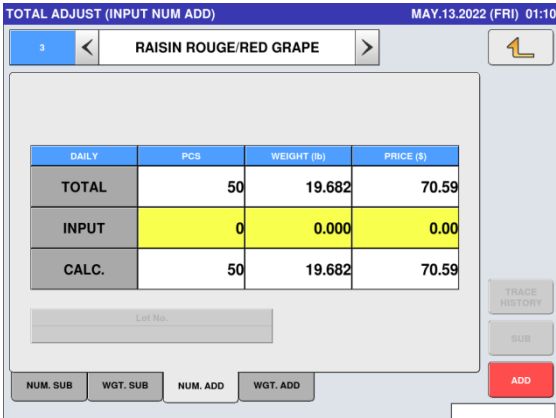 TOTAL ADJUST (INPUT NUM ADD) MAY.13.2022 (FRI) 01:10
3 RAISIN ROUGE/RED GRAPE
DAILY PCS WEIGHT (lb) PRICE ($)
TOTAL 50 19.682 70.59
INPUT 0 0.000 0.00
CALC. 50 19.682 70.59
TRACE
HISTORY
Lot No.
SUB
ADD
NUM. SUB WGT. SUB NUM. ADD WGT. ADD